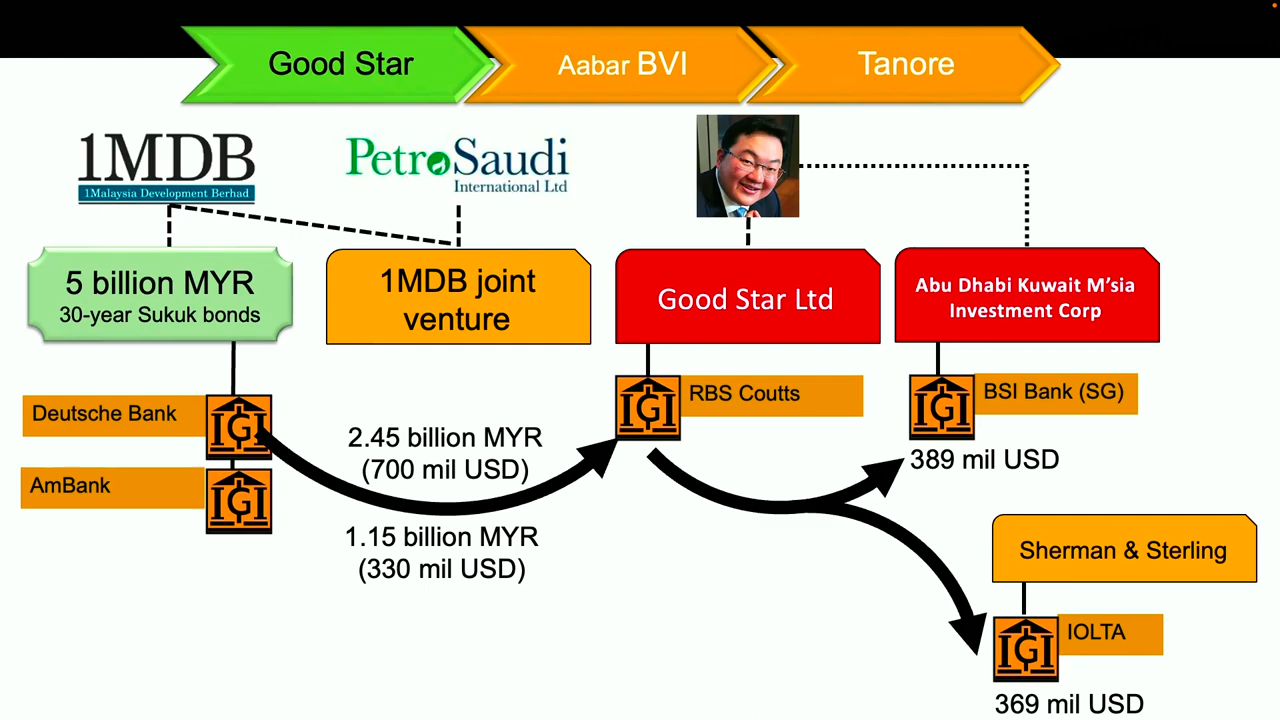 Good Star
Aabar BVI
Tanore
1MDB
1Malaysia Development Berhad
PetroSaudi
International Ltd
5 billion MYR
30-year Sukuk bonds
1MDB joint
venture
Good Star Ltd
Abu Dhabi Kuwait M’sia
Investment Corp
Deutsche Bank
AmBank
2.45 billion MYR
(700 mil USD)
1.15 billion MYR
(330 mil USD)
RBS Coutts
BSI Bank (SG)
389 mil USD
Sherman & Sterling
IOLTA
369 mil USD